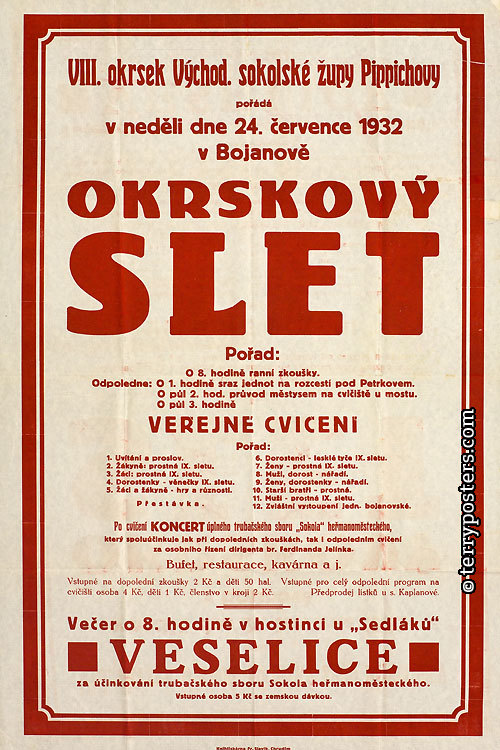 VIII. okrsek Východ. sokolské župy Pippichovy
pořádá
v neděli dne 24. července 1932
v Bojanově
OKRSKOVÝ
SLET
Pořad:
O 8. hodině ranní zkoušky.
Odpoledne: O 1. hodině sraz jednot na rozcestí pod Petrkovem.
O půl 2. hod. průvod městysem na cvičiště u mostu.
O půl 3. hodině
VEREJNE CVICENI
Pořad:
1. Uvítání a proslov.
2. Žákyně: prostná IX. sletu.
3. Žáci: prostná IX. sletu.
4. Dorostenky - věnečky IX. sletu.
5. Žáci a žákyně - hry a různosti.
Přestávka.
6. Dorostenci - lesklé tyče IX. sletu.
7. Ženy - prostná IX. sletu.
8. Muži, dorost - nářadí.
9. Ženy, dorostenky - nářadí.
10. Starší bratři - prostná.
11. Muži - prostná IX. sletu.
12. Zvláštní vystoupení jedn. bojanovské.
Po cvičení KONCERT úplného trubačského sboru „Sokola" heřmanoměsteckého,
který spoluúčinkuje jak při dopoledních zkouškách, tak i odpoledním cvičení
za osobního řízení dirigenta br. Ferdinanda Jelínka.
Bufet, restaurace, kavárna a j.
Vstupné na dopolední zkoušky 2 Kč a děti 50 hal. Vstupné pro celý odpolední program na
cvičišti osoba 4 Kč, děti 1 Kč, členstvo v kroji 2 Kč. Předprodej lístků u s. Kaplanové.
Večer o 8. hodině v hostinci u „Sedláků"
VESELICE
za účinkování trubačského sboru Sokola heřmanoměsteckého.
Vstupné osoba 5 Kč se zemskou dávkou.
Knihtiskárna Fr. Slavík, Chrudim
© terryposters.com